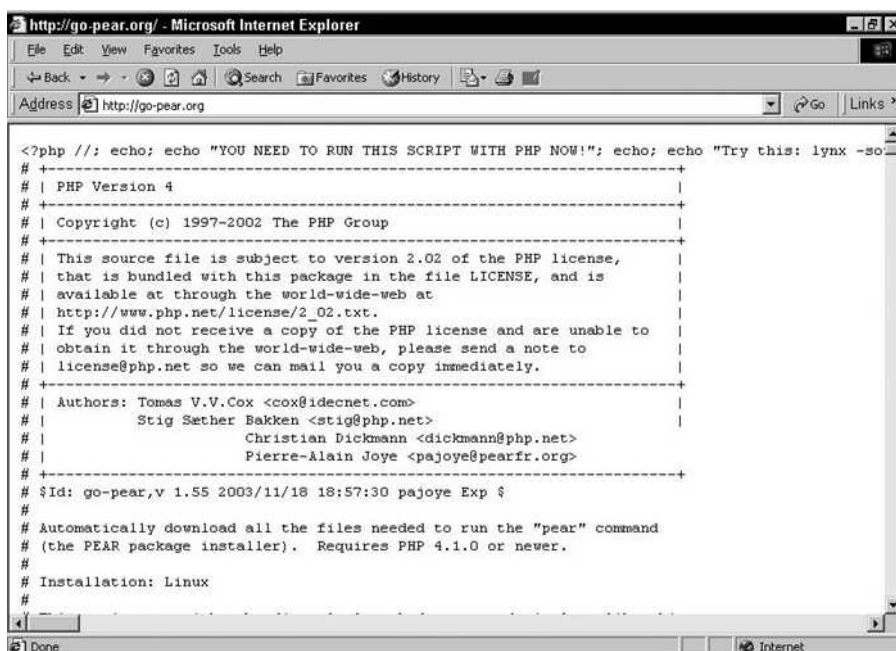 http://go-pear.org/ - Microsoft Internet Explorer
File Edit View Favorites Tools Help
Back Search Favorites History
Address http://go-pear.org Go Links
<?php //; echo; echo "YOU NEED TO RUN THIS SCRIPT WITH PHP NOW!"; echo; echo "Try this: lynx -so
# +----------------------------------------------------------------------+
# | PHP Version 4 |
# +----------------------------------------------------------------------+
# | Copyright (c) 1997-2002 The PHP Group |
# +----------------------------------------------------------------------+
# | This source file is subject to version 2.02 of the PHP license, |
# | that is bundled with this package in the file LICENSE, and is |
# | available at through the world-wide-web at |
# | http://www.php.net/license/2_02.txt. |
# | If you did not receive a copy of the PHP license and are unable to |
# | obtain it through the world-wide-web, please send a note to |
# | license@php.net so we can mail you a copy immediately. |
# +----------------------------------------------------------------------+
# | Authors: Tomas V.V.Cox <cox@idecnet.com> |
# | Stig Sæther Bakken <stig@php.net> |
# | Christian Dickmann <dickmann@php.net>
# | Pierre-Alain Joye <pajoye@pearfr.org>
# +----------------------------------------------------------------------+
# $Id: go-pear,v 1.55 2003/11/18 18:57:30 pajoye Exp $
#
# Automatically download all the files needed to run the "pear" command
# (the PEAR package installer). Requires PHP 4.1.0 or newer.
#
# Installation: Linux
#
Done Internet